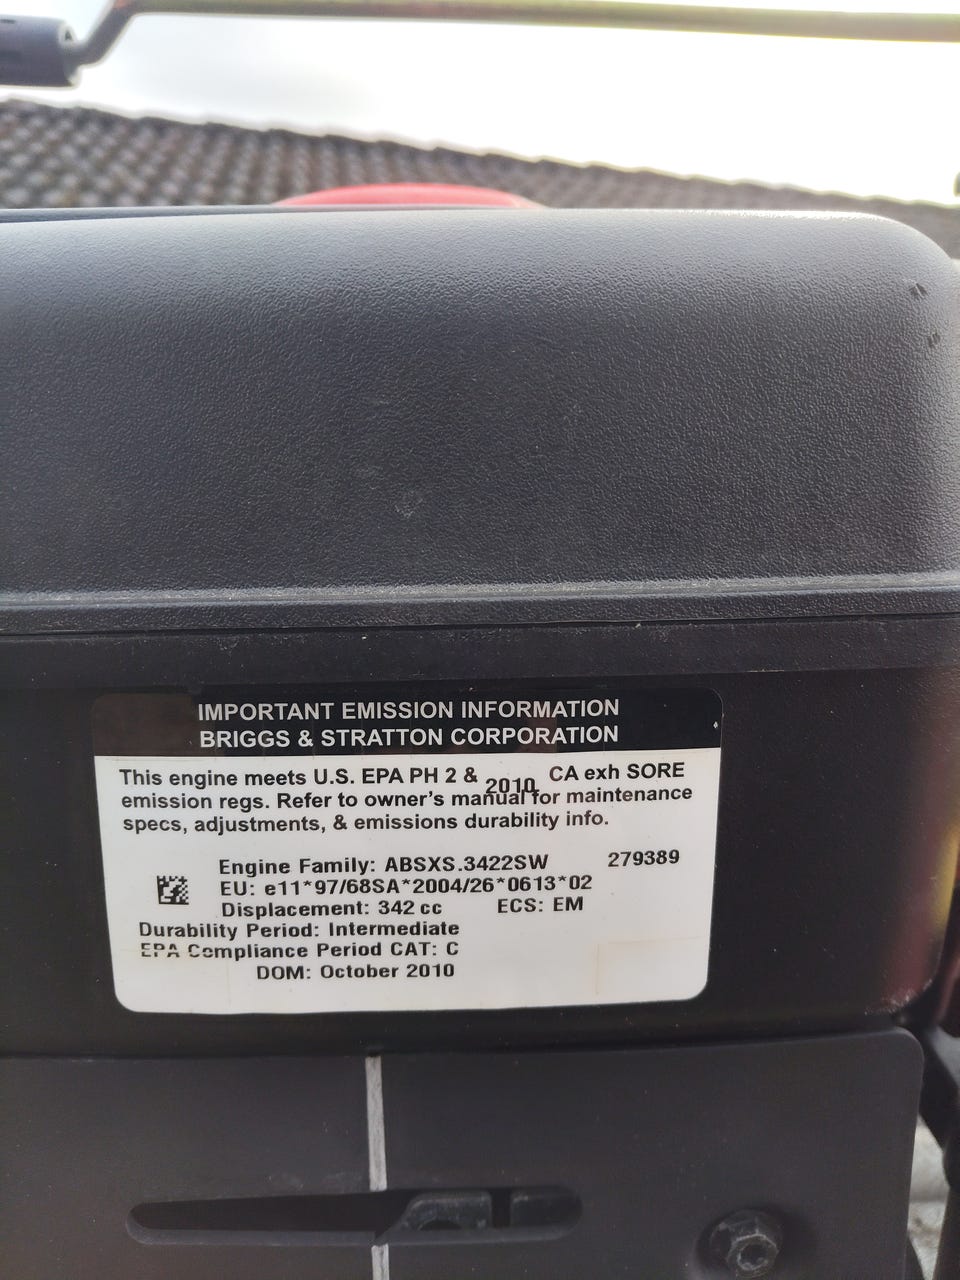 IMPORTANT EMISSION INFORMATION
BRIGGS & STRATTON CORPORATION
This engine meets U.S. EPA PH 2 & 2010 CA exh SORE
emission regs. Refer to owner's manual for maintenance
specs, adjustments, & emissions durability info.
Engine Family: ABSXS.3422SW 279389
EU: e11*97/68SA*2004/26*0613*02
Displacement: 342 cc ECS: EM
Durability Period: Intermediate
EPA Compliance Period CAT: C
DOM: October 2010